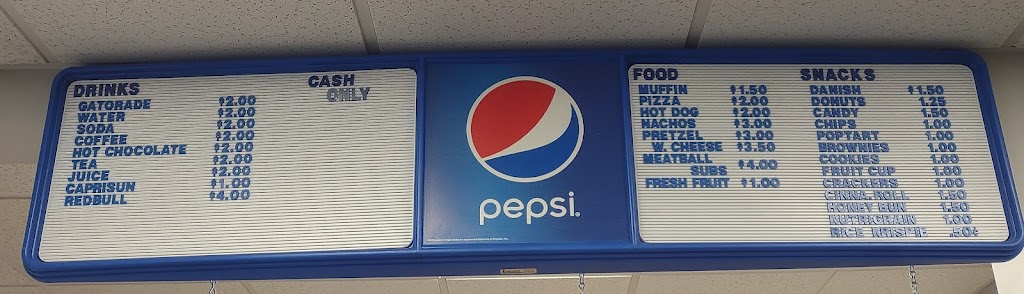 DRINKS
CASH
ONLY
GATORADE $2.00
WATER $2.00
SODA $2.00
COFFEE $2.00
HOT CHOCOLATE $2.00
TEA $2.00
JUICE $2.00
CAPRISUN $1.00
REDBULL $4.00
pepsi.
FOOD
MUFFIN $1.50
PIZZA $2.00
HOT DOG $2.00
NACHOS $3.00
PRETZEL $3.00
W. CHEESE $3.50
MEATBALL
SUBS $4.00
FRESH FRUIT $1.00
SNACKS
DANISH $1.50
DONUTS 1.25
CANDY 1.50
CHIPS 1.00
POPTART 1.00
BROWNIES 1.00
COOKIES 1.00
FRUIT CUP 1.00
CRACKERS 1.00
CINNA.ROLL 1.50
HONEY BUN 1.50
NUTRIGRAIN 1.00
RICE KRISPIE .50¢